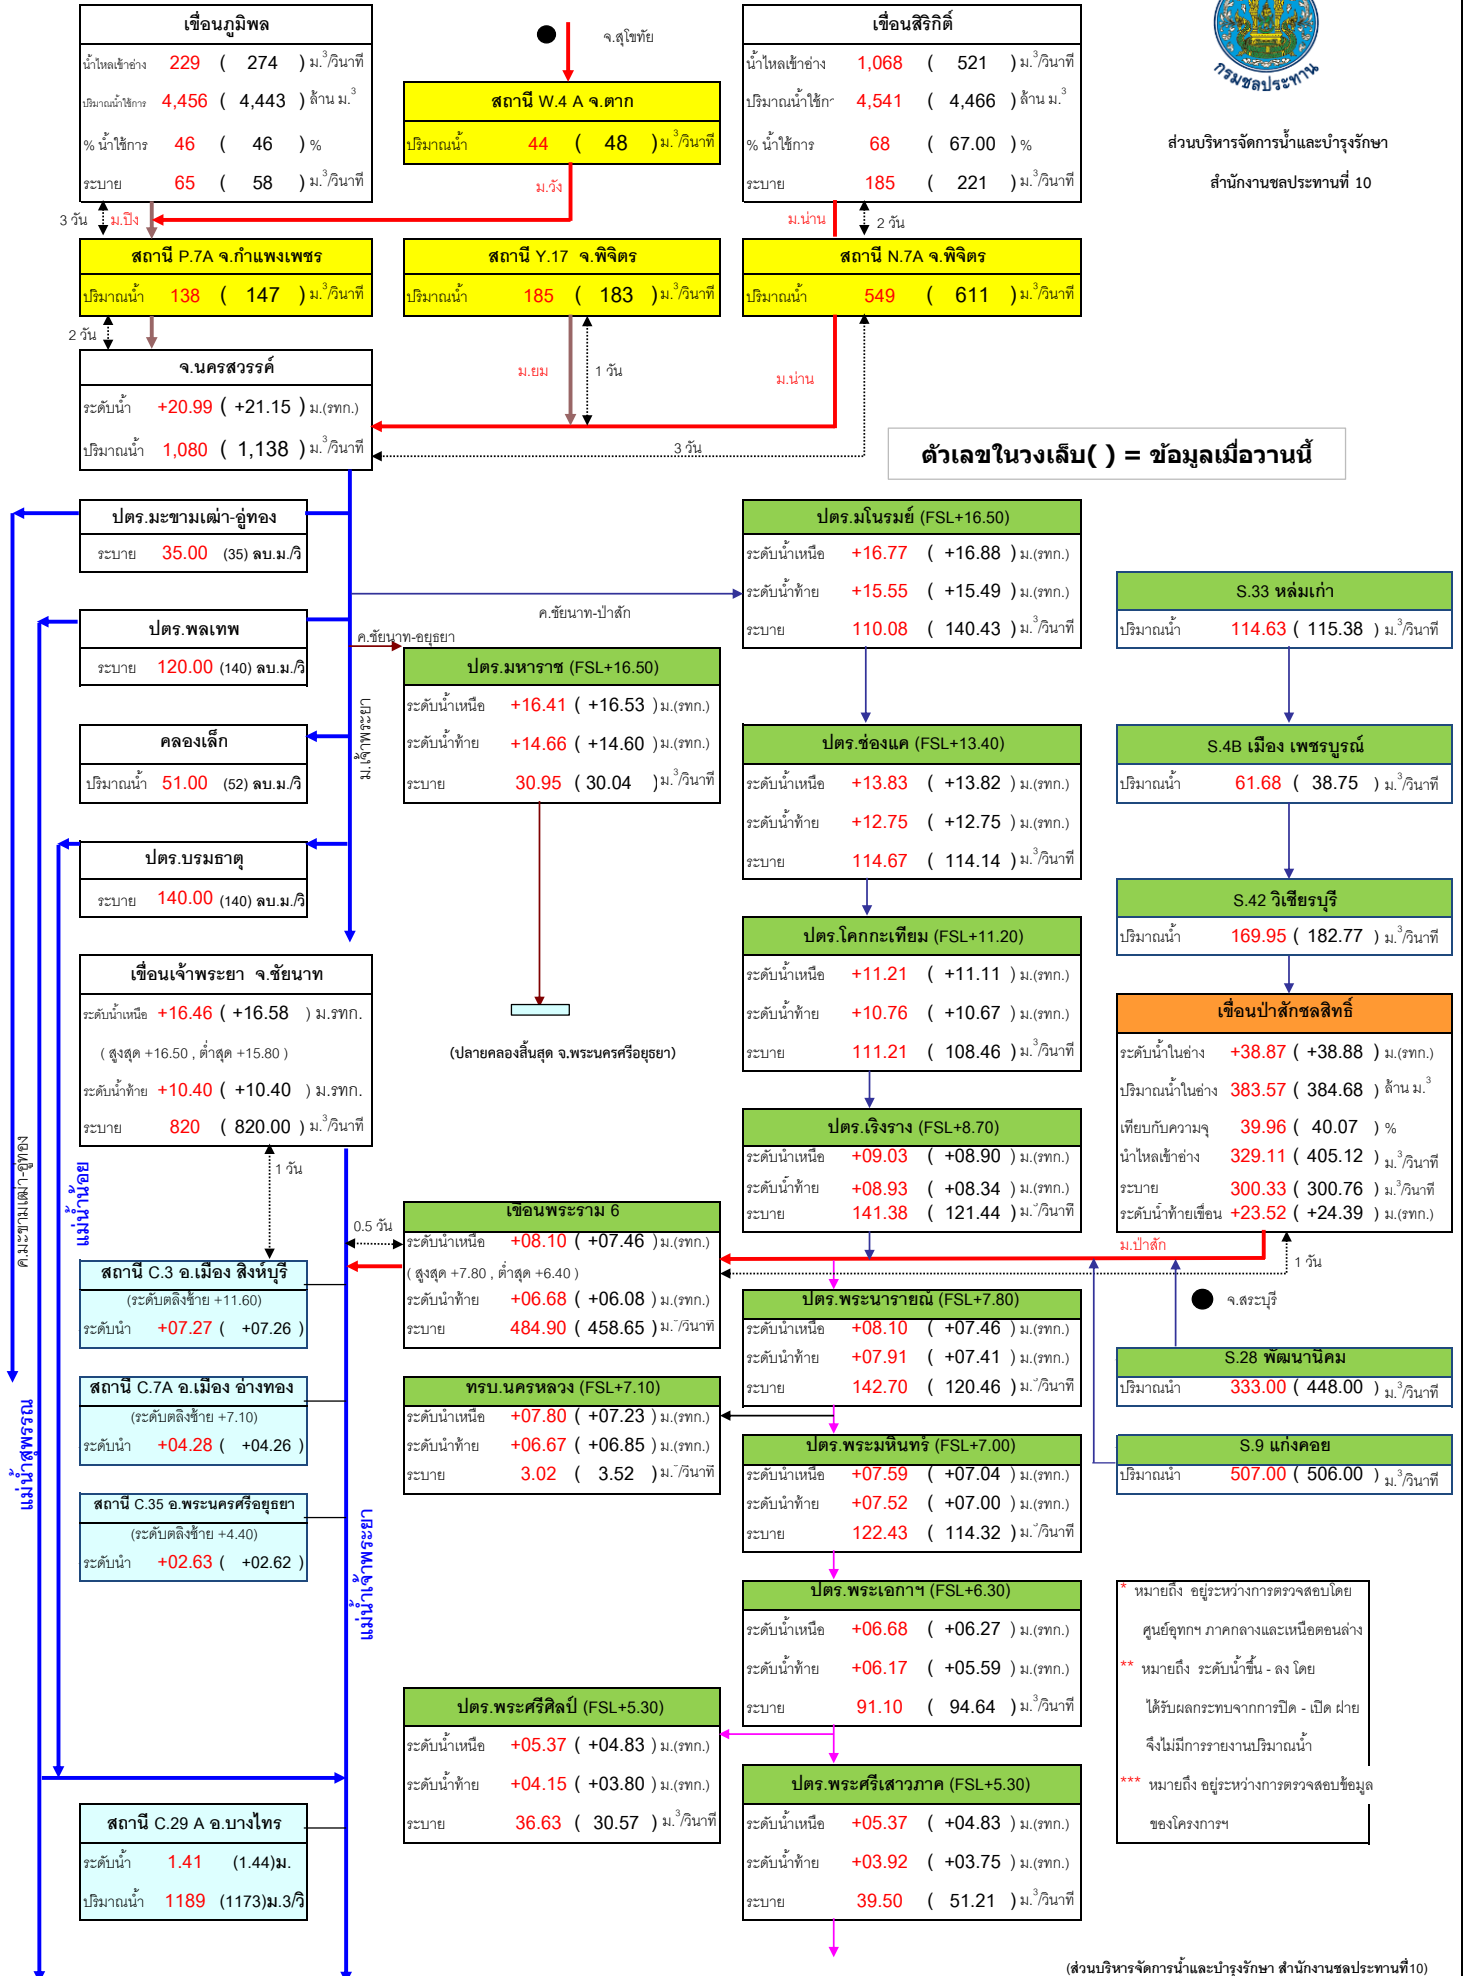 เขื่อนภูมิพล
น้ำไหลเข้าอ่าง 229 ( 274 ) ม.3/วินาที
ปริมาณน้ำใช้การ 4,456 ( 4,443 ) ล้าน ม.3
% น้ำใช้การ 46 ( 46 ) %
ระบาย 65 ( 58 ) ม.3/วินาที
จ.สุโขทัย
สถานี W.4 A จ.ตาก
ปริมาณน้ำ 44 ( 48 ) ม.3/วินาที
ม.วัง
เขื่อนสิริกิติ์
น้ำไหลเข้าอ่าง 1,068 ( 521 ) ม.3/วินาที
ปริมาณน้ำใช้กา 4,541 ( 4,466 ) ล้าน ม.3
% น้ำใช้การ 68 ( 67.00 ) %
ระบาย 185 ( 221 ) ม.3/วินาที
กรมชลประทาน
ส่วนบริหารจัดการน้ำและบำรุงรักษา
สำนักงานชลประทานที่ 10
3 วัน ม.ปิง
ม.น่าน 2 วัน
สถานี P.7A จ.กำแพงเพชร
ปริมาณน้ำ 138 ( 147 ) ม.3/วินาที
สถานี Y.17 จ.พิจิตร
ปริมาณน้ำ 185 ( 183 ) ม.3/วินาที
สถานี N.7A จ.พิจิตร
ปริมาณน้ำ 549 ( 611 ) ม.3/วินาที
2 วัน
ม.ยม 1 วัน
ม.น่าน
3 วัน
จ.นครสวรรค์
ระดับน้ำ +20.99 ( +21.15 ) ม.(รทก.)
ปริมาณน้ำ 1,080 ( 1,138 ) ม.3/วินาที
ตัวเลขในวงเล็บ( ) = ข้อมูลเมื่อวานนี้
ปตร.มะขามเฒ่า-อู่ทอง
ระบาย 35.00 (35) ลบ.ม./วิ
ปตร.พลเทพ
ระบาย 120.00 (140) ลบ.ม./วิ
คลองเล็ก
ปริมาณน้ำ 51.00 (52) ลบ.ม./วิ
ปตร.บรมธาตุ
ระบาย 140.00 (140) ลบ.ม./วิ
ม.เจ้าพระยา
ค.ชัยนาท-ป่าสัก
ค.ชัยนาท-อยุธยา
ปตร.มหาราช (FSL+16.50)
ระดับน้ำเหนือ +16.41 ( +16.53 ) ม.(รทก.)
ระดับน้ำท้าย +14.66 ( +14.60 ) ม.(รทก.)
ระบาย 30.95 ( 30.04 ) ม.3/วินาที
(ปลายคลองสิ้นสุด จ.พระนครศรีอยุธยา)
ปตร.มโนรมย์ (FSL+16.50)
ระดับน้ำเหนือ +16.77 ( +16.88 ) ม.(รทก.)
ระดับน้ำท้าย +15.55 ( +15.49 ) ม.(รทก.)
ระบาย 110.08 ( 140.43 ) ม.3/วินาที
ปตร.ช่องแค (FSL+13.40)
ระดับน้ำเหนือ +13.83 ( +13.82 ) ม.(รทก.)
ระดับน้ำท้าย +12.75 ( +12.75 ) ม.(รทก.)
ระบาย 114.67 ( 114.14 ) ม.3/วินาที
ปตร.โคกกะเทียม (FSL+11.20)
ระดับน้ำเหนือ +11.21 ( +11.11 ) ม.(รทก.)
ระดับน้ำท้าย +10.76 ( +10.67 ) ม.(รทก.)
ระบาย 111.21 ( 108.46 ) ม.3/วินาที
ปตร.เริงราง (FSL+8.70)
ระดับน้ำเหนือ +09.03 ( +08.90 ) ม.(รทก.)
ระดับน้ำท้าย +08.93 ( +08.34 ) ม.(รทก.)
ระบาย 141.38 ( 121.44 ) ม.3/วินาที
S.33 หล่มเก่า
ปริมาณน้ำ 114.63 ( 115.38 ) ม.3/วินาที
S.4B เมือง เพชรบูรณ์
ปริมาณน้ำ 61.68 ( 38.75 ) ม.3/วินาที
S.42 วิเชียรบุรี
ปริมาณน้ำ 169.95 ( 182.77 ) ม.3/วินาที
เขื่อนป่าสักชลสิทธิ์
ระดับน้ำในอ่าง +38.87 ( +38.88 ) ม.(รทก.)
ปริมาณน้ำในอ่าง 383.57 ( 384.68 ) ล้าน ม.3
เทียบกับความจุ 39.96 ( 40.07 ) %
น้ำไหลเข้าอ่าง 329.11 ( 405.12 ) ม.3/วินาที
ระบาย 300.33 ( 300.76 ) ม.3/วินาที
ระดับน้ำท้ายเขื่อน +23.52 ( +24.39 ) ม.(รทก.)
เขื่อนเจ้าพระยา จ.ชัยนาท
ระดับน้ำเหนือ +16.46 ( +16.58 ) ม.รทก.
( สูงสุด +16.50 , ต่ำสุด +15.80 )
ระดับน้ำท้าย +10.40 ( +10.40 ) ม.รทก.
ระบาย 820 ( 820.00 ) ม.3/วินาที
1 วัน
ค.มะขามเฒ่า-อู่ทอง
แม่น้ำน้อย
แม่น้ำสุพรรณ
แม่น้ำเจ้าพระยา
0.5 วัน
เขื่อนพระราม 6
ระดับน้ำเหนือ +08.10 ( +07.46 ) ม.(รทก.)
( สูงสุด +7.80 , ต่ำสุด +6.40 )
ระดับน้ำท้าย +06.68 ( +06.08 ) ม.(รทก.)
ระบาย 484.90 ( 458.65 ) ม.3/วินาที
ม.ป่าสัก
1 วัน
จ.สระบุรี
สถานี C.3 อ.เมือง สิงห์บุรี
(ระดับตลิ่งซ้าย +11.60)
ระดับน้ำ +07.27 ( +07.26 )
สถานี C.7A อ.เมือง อ่างทอง
(ระดับตลิ่งซ้าย +7.10)
ระดับน้ำ +04.28 ( +04.26 )
สถานี C.35 อ.พระนครศรีอยุธยา
(ระดับตลิ่งซ้าย +4.40)
ระดับน้ำ +02.63 ( +02.62 )
ทรบ.นครหลวง (FSL+7.10)
ระดับน้ำเหนือ +07.80 ( +07.23 ) ม.(รทก.)
ระดับน้ำท้าย +06.67 ( +06.85 ) ม.(รทก.)
ระบาย 3.02 ( 3.52 ) ม.3/วินาที
ปตร.พระนารายณ์ (FSL+7.80)
ระดับน้ำเหนือ +08.10 ( +07.46 ) ม.(รทก.)
ระดับน้ำท้าย +07.91 ( +07.41 ) ม.(รทก.)
ระบาย 142.70 ( 120.46 ) ม.3/วินาที
ปตร.พระมหินทร์ (FSL+7.00)
ระดับน้ำเหนือ +07.59 ( +07.04 ) ม.(รทก.)
ระดับน้ำท้าย +07.52 ( +07.00 ) ม.(รทก.)
ระบาย 122.43 ( 114.32 ) ม.3/วินาที
S.28 พัฒนานิคม
ปริมาณน้ำ 333.00 ( 448.00 ) ม.3/วินาที
S.9 แก่งคอย
ปริมาณน้ำ 507.00 ( 506.00 ) ม.3/วินาที
ปตร.พระเอกาฯ (FSL+6.30)
ระดับน้ำเหนือ +06.68 ( +06.27 ) ม.(รทก.)
ระดับน้ำท้าย +06.17 ( +05.59 ) ม.(รทก.)
ระบาย 91.10 ( 94.64 ) ม.3/วินาที
ปตร.พระศรีศิลป์ (FSL+5.30)
ระดับน้ำเหนือ +05.37 ( +04.83 ) ม.(รทก.)
ระดับน้ำท้าย +04.15 ( +03.80 ) ม.(รทก.)
ระบาย 36.63 ( 30.57 ) ม.3/วินาที
ปตร.พระศรีเสาวภาค (FSL+5.30)
ระดับน้ำเหนือ +05.37 ( +04.83 ) ม.(รทก.)
ระดับน้ำท้าย +03.92 ( +03.75 ) ม.(รทก.)
ระบาย 39.50 ( 51.21 ) ม.3/วินาที
* หมายถึง อยู่ระหว่างการตรวจสอบโดย
ศูนย์อุทกฯ ภาคกลางและเหนือตอนล่าง
** หมายถึง ระดับน้ำขึ้น - ลง โดย
ได้รับผลกระทบจากการปิด - เปิด ฝาย
จึงไม่มีการรายงานปริมาณน้ำ
*** หมายถึง อยู่ระหว่างการตรวจสอบข้อมูล
ของโครงการฯ
สถานี C.29 A อ.บางไทร
ระดับน้ำ 1.41 (1.44)ม.
ปริมาณน้ำ 1189 (1173)ม.3/วิ
(ส่วนบริหารจัดการน้ำและบำรุงรักษา สำนักงานชลประทานที่10)